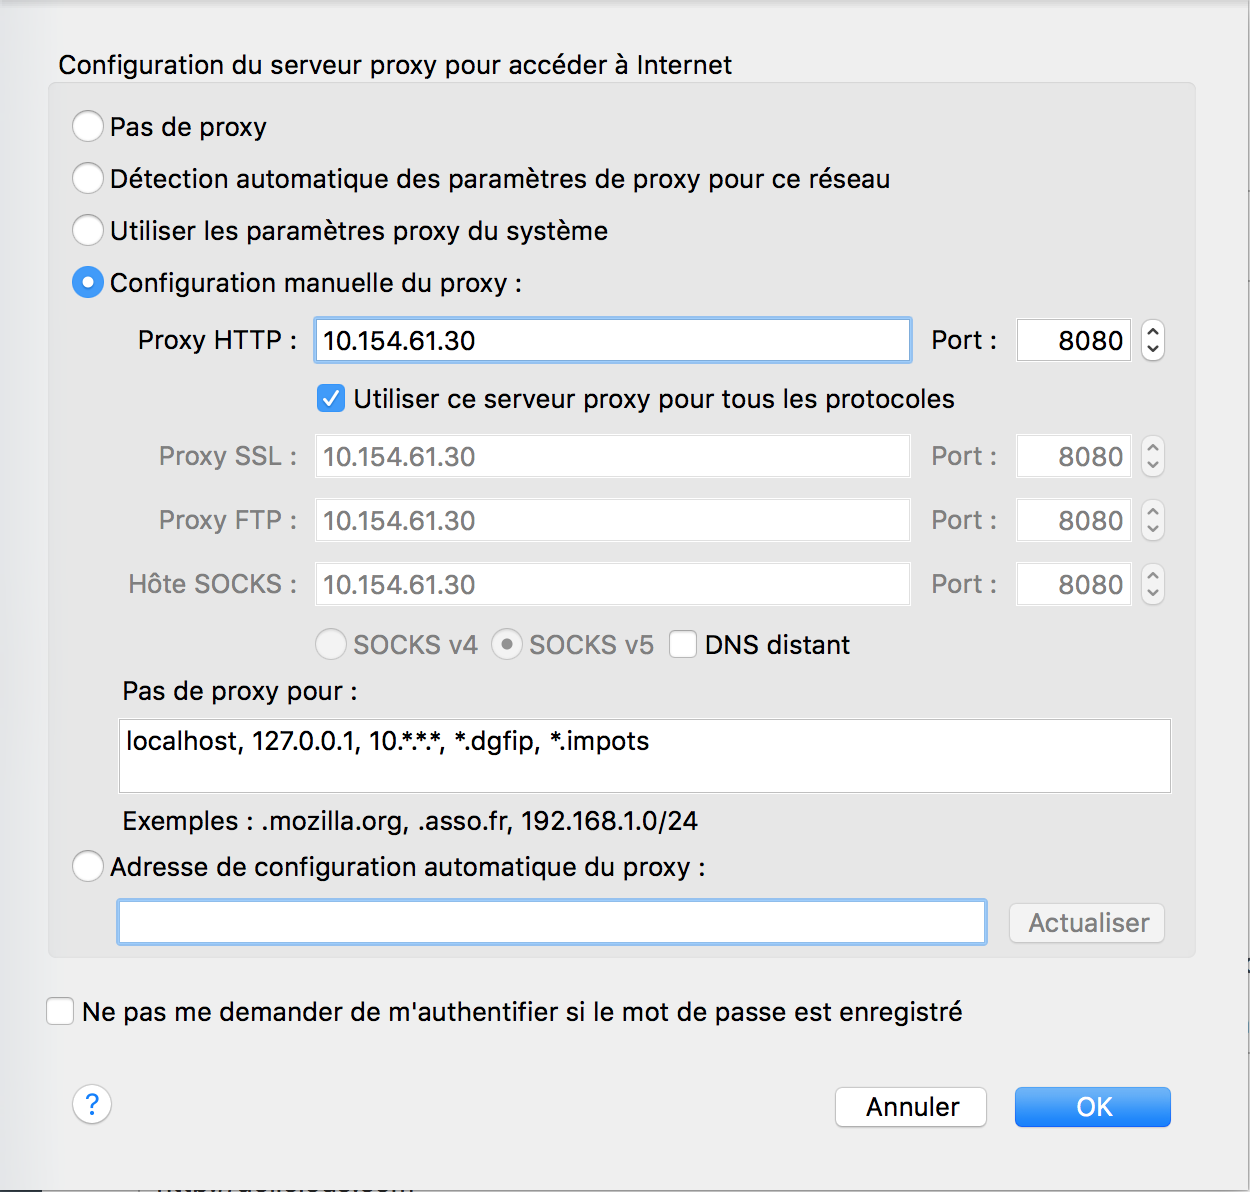 Configuration du serveur proxy pour accéder à Internet
Pas de proxy
Détection automatique des paramètres de proxy pour ce réseau
Utiliser les paramètres proxy du système
Configuration manuelle du proxy :
Proxy HTTP : 10.154.61.30 Port : 8080
Utiliser ce serveur proxy pour tous les protocoles
Proxy SSL : 10.154.61.30 Port : 8080
Proxy FTP : 10.154.61.30 Port : 8080
Hôte SOCKS : 10.154.61.30 Port : 8080
SOCKS v4 SOCKS v5 DNS distant
Pas de proxy pour :
localhost, 127.0.0.1, 10.*.*.*, *.dgfip, *.impots
Exemples : .mozilla.org, .asso.fr, 192.168.1.0/24
Adresse de configuration automatique du proxy :
Actualiser
Ne pas me demander de m'authentifier si le mot de passe est enregistré
? Annuler OK